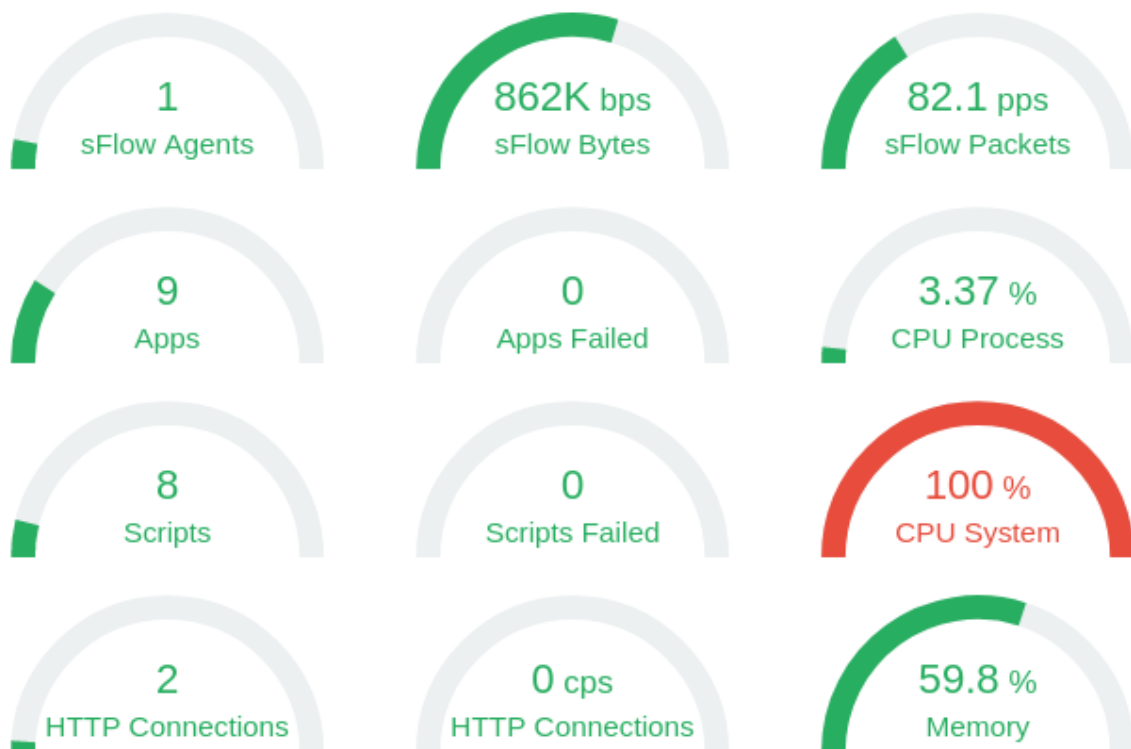 1
sFlow Agents
862K bps
sFlow Bytes
82.1 pps
sFlow Packets
9
Apps
0
Apps Failed
3.37 %
CPU Process
8
Scripts
0
Scripts Failed
100 %
CPU System
2
HTTP Connections
0 cps
HTTP Connections
59.8 %
Memory